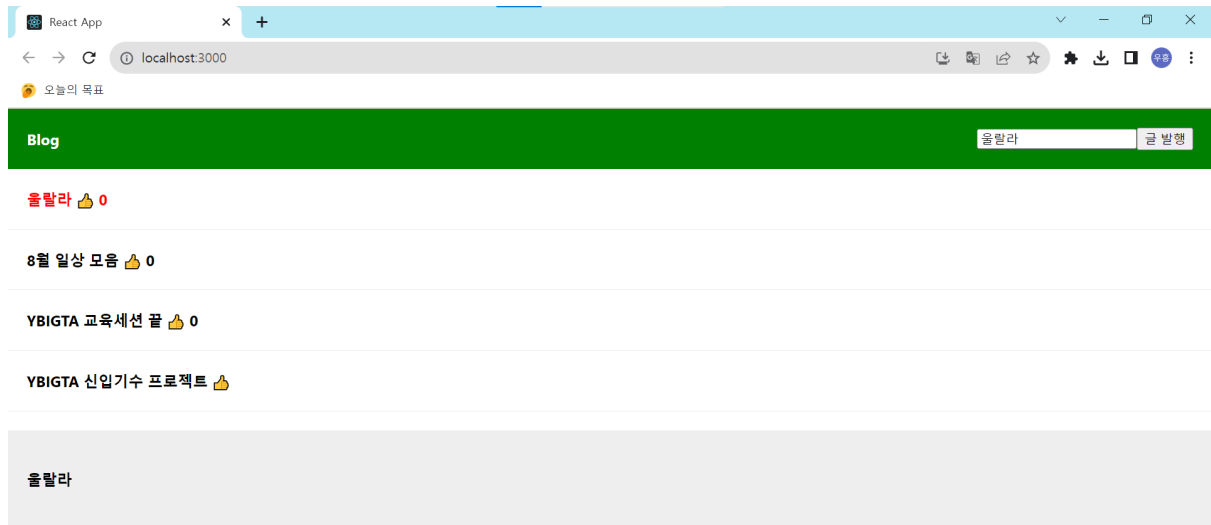 React App
localhost:3000
우홍
오늘의 목표
Blog
울랄라 글 발행
울랄라 👍 0
8월 일상 모음 👍 0
YBIGTA 교육세션 끝 👍 0
YBIGTA 신입기수 프로젝트 👍
울랄라